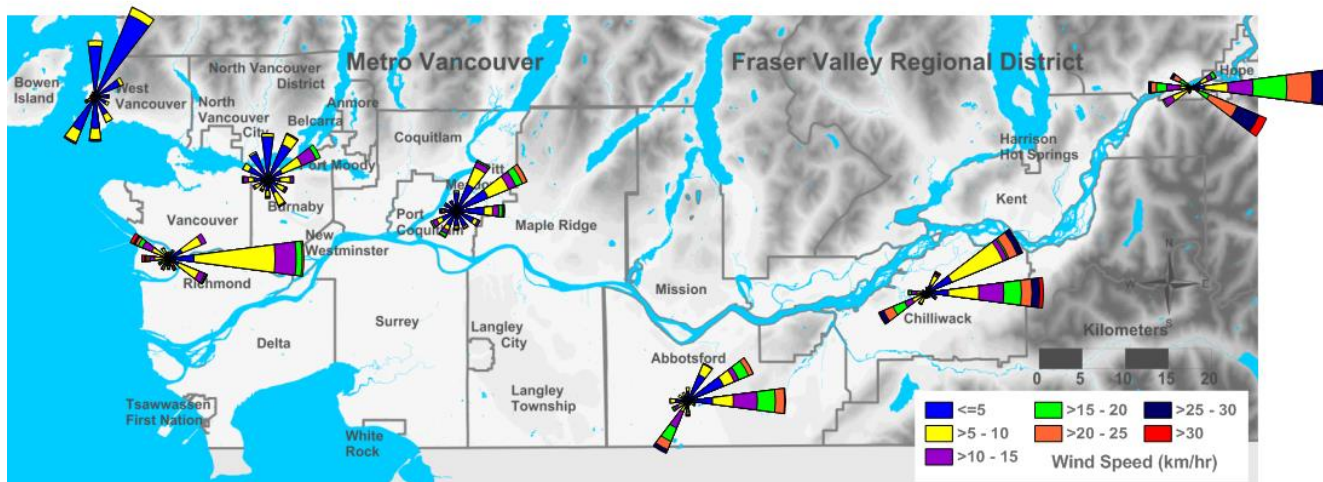 Metro Vancouver
Fraser Valley Regional District
Bowen
Island
West
Vancouver
North Vancouver
District
North
Vancouver
City
Anmore
Belcarra
Port Moody
Coquitlam
Pitt
Burnaby
Vancouver
New
Westminster
Port
Coquitlam
Maple Ridge
Richmond
Delta
Surrey
Langley
City
Langley
Township
Tsawwassen
First Nation
White
Rock
Mission
Abbotsford
Chilliwack
Kent
Harrison
Hot Springs
Hope
N
W
E
S
Kilometers
0 5 10 15 20
<=5 >15 - 20 >25 - 30
>5 - 10 >20 - 25 >30
>10 - 15 Wind Speed (km/hr)